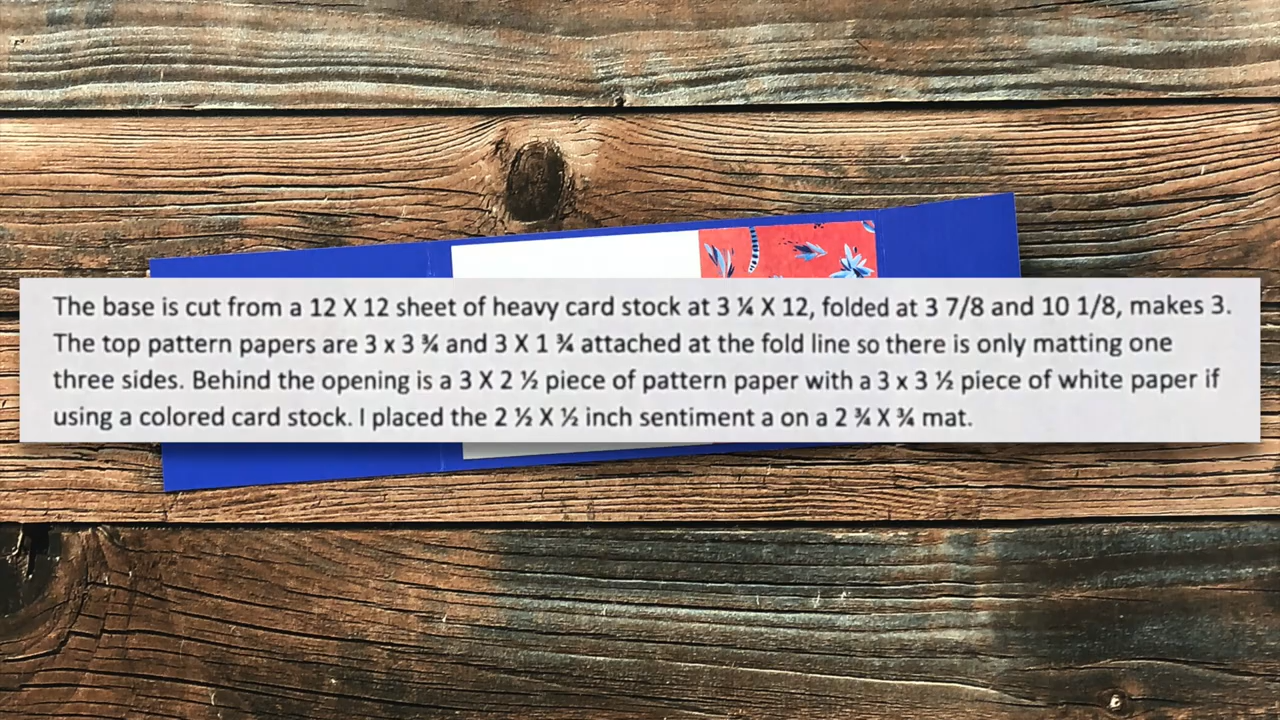 The base is cut from a 12 X 12 sheet of heavy card stock at 3 ¼ X 12, folded at 3 7/8 and 10 1/8, makes 3.
The top pattern papers are 3 x 3 ¾ and 3 X 1 ¾ attached at the fold line so there is only matting one
three sides. Behind the opening is a 3 X 2 ½ piece of pattern paper with a 3 x 3 ½ piece of white paper if
using a colored card stock. I placed the 2 ½ X ½ inch sentiment a on a 2 ¾ X ¾ mat.